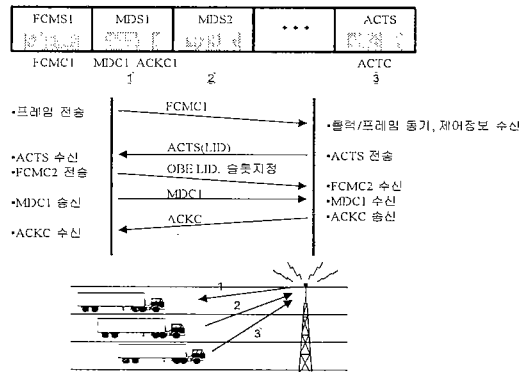 FCMS1 MDS1 MDS2 ••• ACTS
FCMC1 MDC1 ACKC1 ACTC
1 2 3
•프레임 전송
FCMC1
•클럭/프레임 동기, 제어정보 수신
ACTS(LID)
•ACTS 수신
•ACTS 전송
•FCMC2 전송
OBE LID, 슬롯지정
•FCMC2 수신
•MDC1 송신
MDC1
•MDC1 수신
ACKC
•ACKC 송신
•ACKC 수신
1
2
3